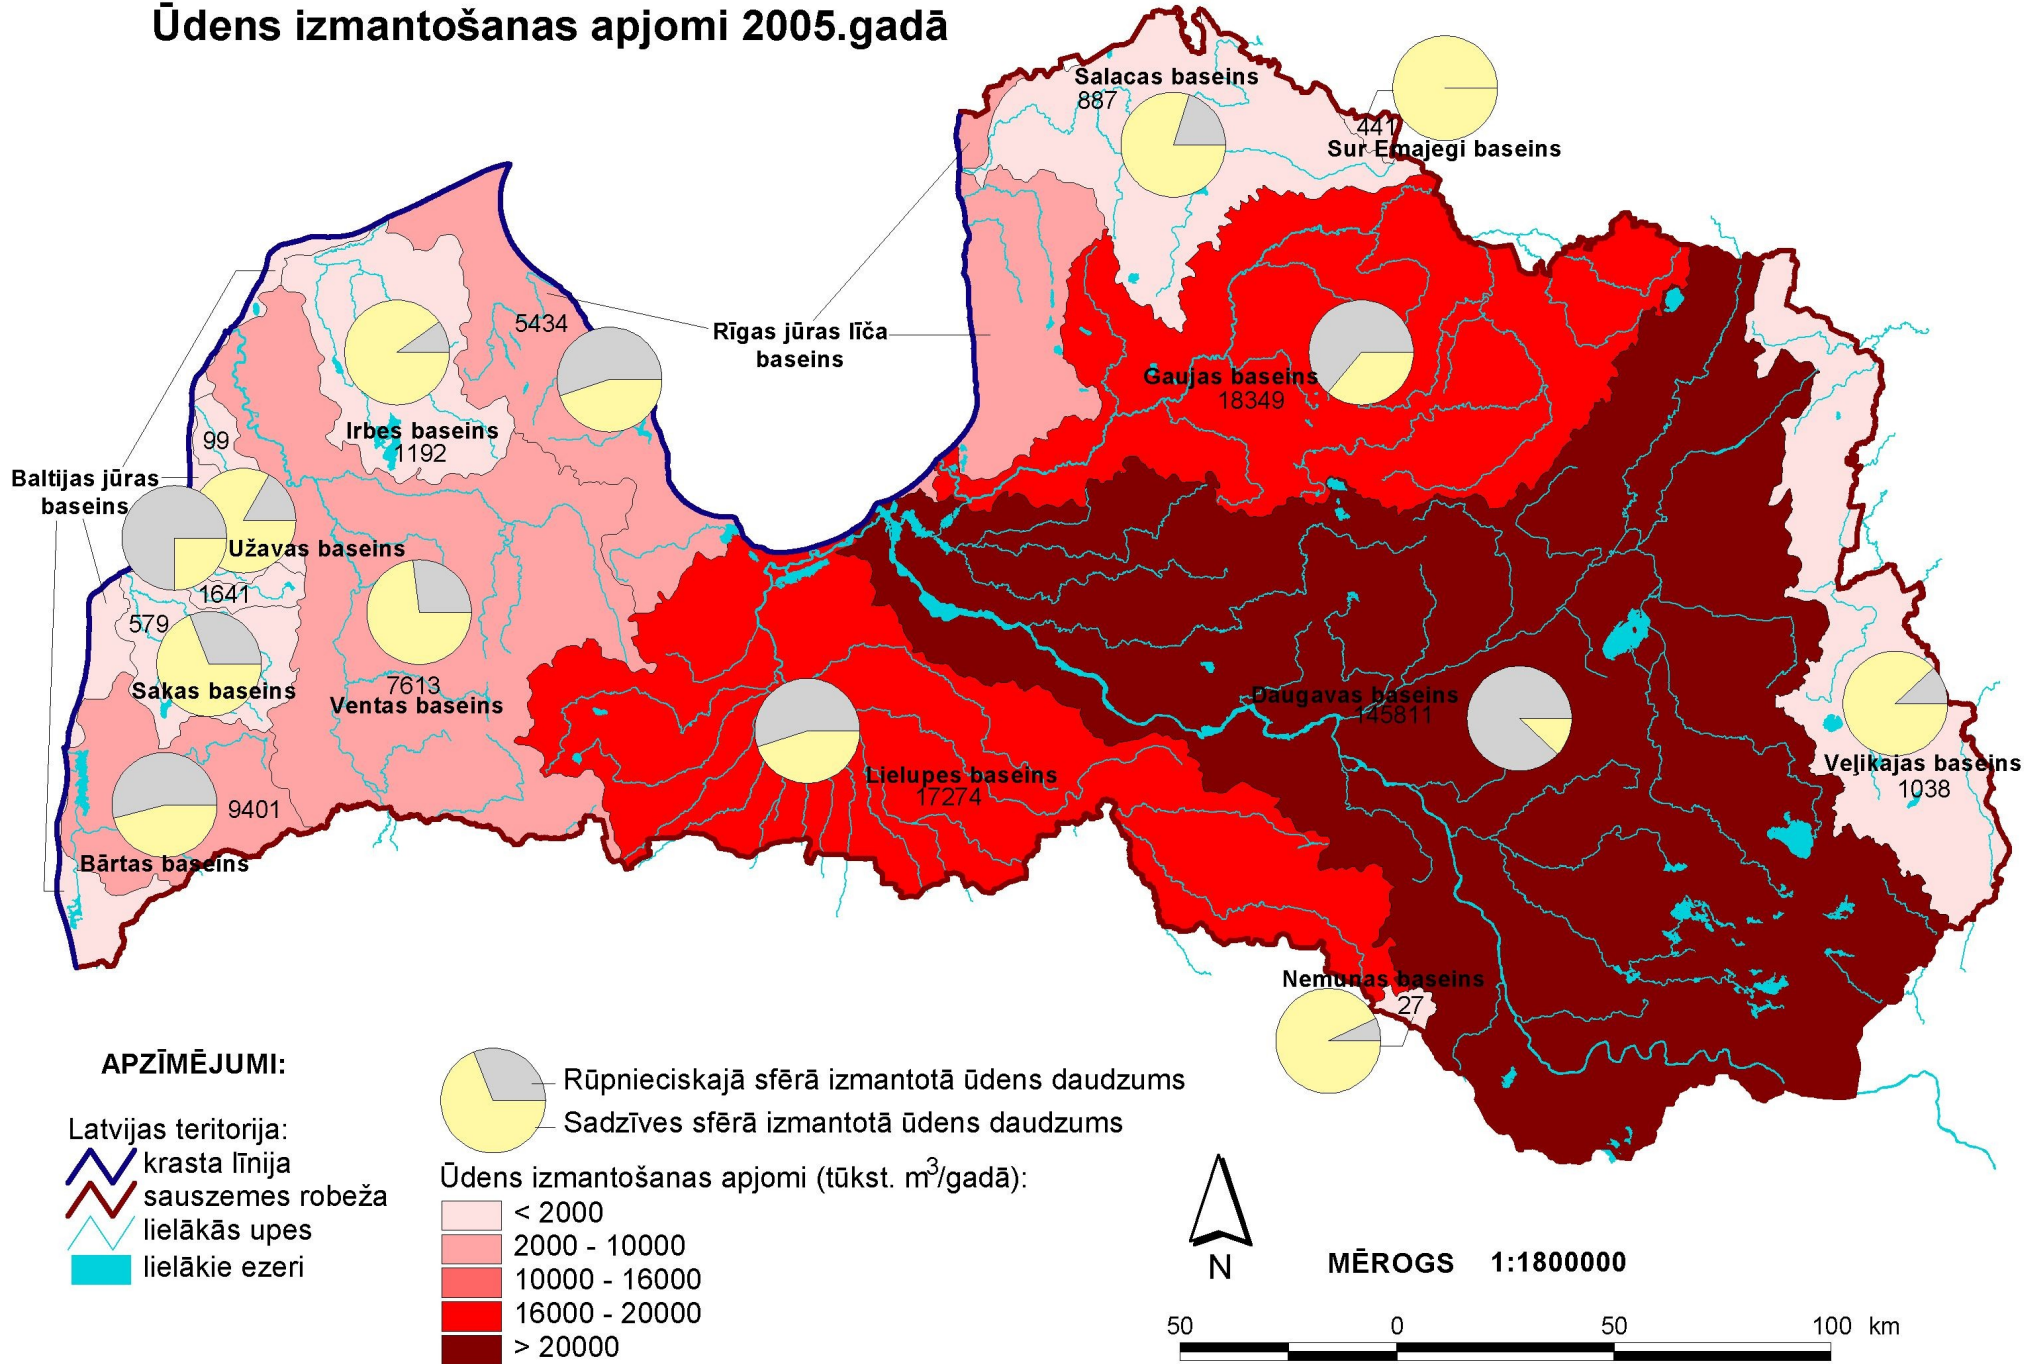 Ūdens izmantošanas apjomi 2005.gadā
Salacas baseins
887
441
Sur Emajegi baseins
5434
Rīgas jūras līča
baseins
Gaujas baseins
18349
Irbes baseins
1192
99
Baltijas jūras
baseins
Užavas baseins
1641
579
Sakas baseins
7613
Ventas baseins
Daugavas baseins
145811
Lielupes baseins
17274
Veļikajas baseins
1038
9401
Bārtas baseins
Nemunas baseins
27
APZĪMĒJUMI:
Latvijas teritorija:
krasta līnija
sauszemes robeža
lielākās upes
lielākie ezeri
Rūpnieciskajā sfērā izmantotā ūdens daudzums
Sadzīves sfērā izmantotā ūdens daudzums
Ūdens izmantošanas apjomi (tūkst. m³/gadā):
< 2000
2000 - 10000
10000 - 16000
16000 - 20000
> 20000
N
MĒROGS 1:1800000
50 0 50 100 km